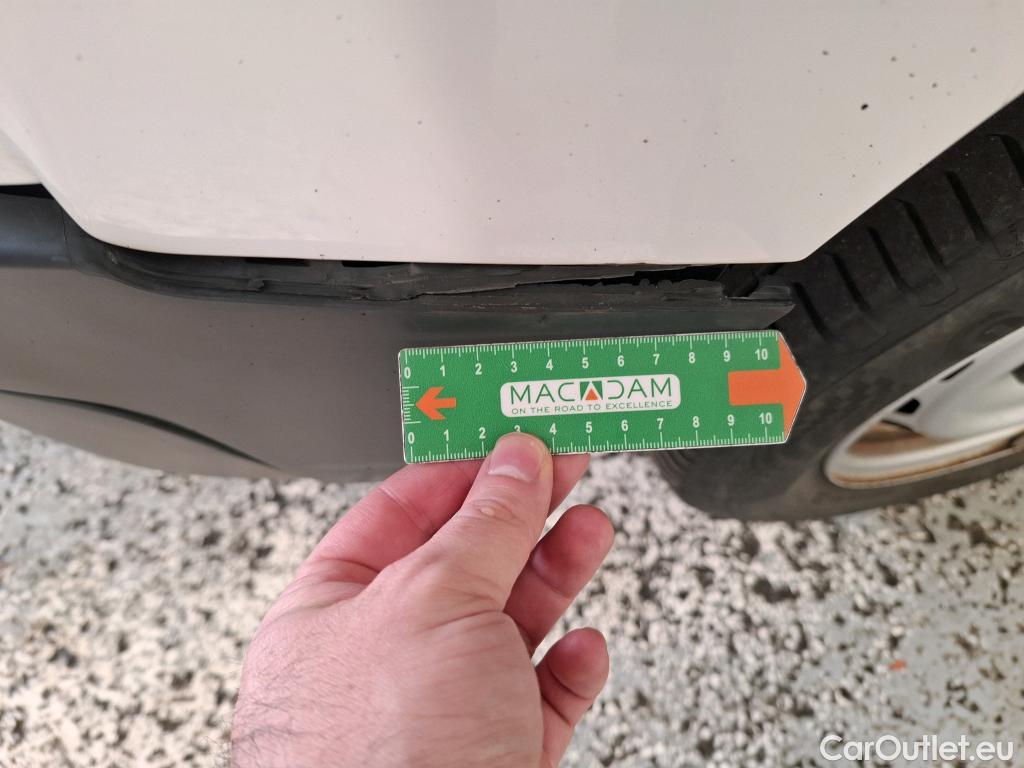 0 1 2 3 4 5 6 7 8 9 10
MACADAM
ON THE ROAD TO EXCELLENCE
0 1 2 3 4 5 6 7 8 9 10
CarOutlet.eu